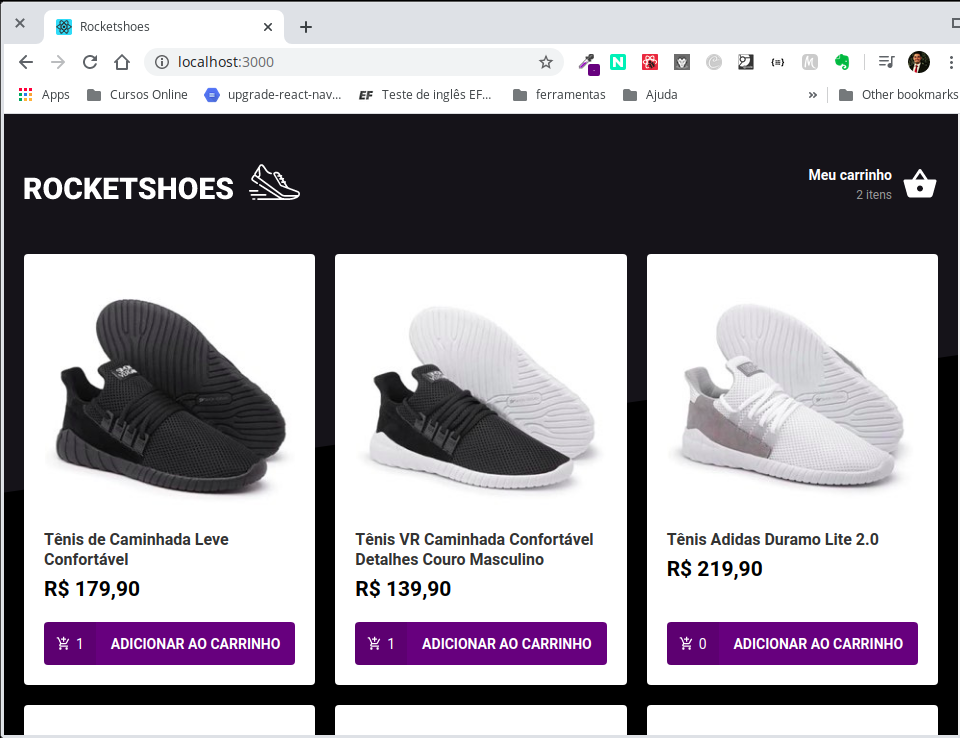 Rocketshoes
localhost:3000
Apps
Cursos Online
upgrade-react-nav...
EF
Teste de inglês EF...
ferramentas
Ajuda
»
Other bookmarks
ROCKETSHOES
Meu carrinho
2 itens
Tênis de Caminhada Leve
Confortável
R$ 179,90
1 ADICIONAR AO CARRINHO
Tênis VR Caminhada Confortável
Detalhes Couro Masculino
R$ 139,90
1 ADICIONAR AO CARRINHO
Tênis Adidas Duramo Lite 2.0
R$ 219,90
0 ADICIONAR AO CARRINHO